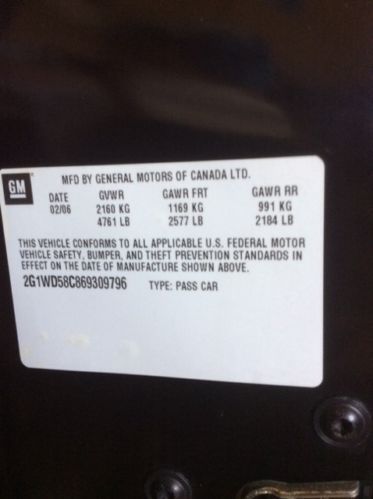 GM
MFD BY GENERAL MOTORS OF CANADA LTD.
DATE GVWR GAWR FRT GAWR RR
02/06 2160 KG 1169 KG 991 KG
4761 LB 2577 LB 2184 LB
THIS VEHICLE CONFORMS TO ALL APPLICABLE U.S. FEDERAL MOTOR
VEHICLE SAFETY, BUMPER, AND THEFT PREVENTION STANDARDS IN
EFFECT ON THE DATE OF MANUFACTURE SHOWN ABOVE.
2G1WD58C869309796 TYPE: PASS CAR